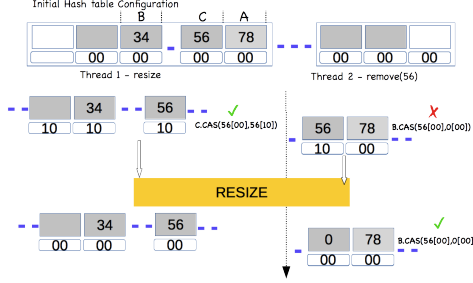 Initial Hash table Configuration
B C A
34 56 78
00 00 00 00 00 00 00
Thread 1 - resize Thread 2 - remove(56)
34 56
10 10 10
C.CAS(56[00],56[10])
56 78
10 00
B.CAS(56[00],0[00])
RESIZE
34 56
00 00 00
0 78
00 00
B.CAS(56[00],0[00